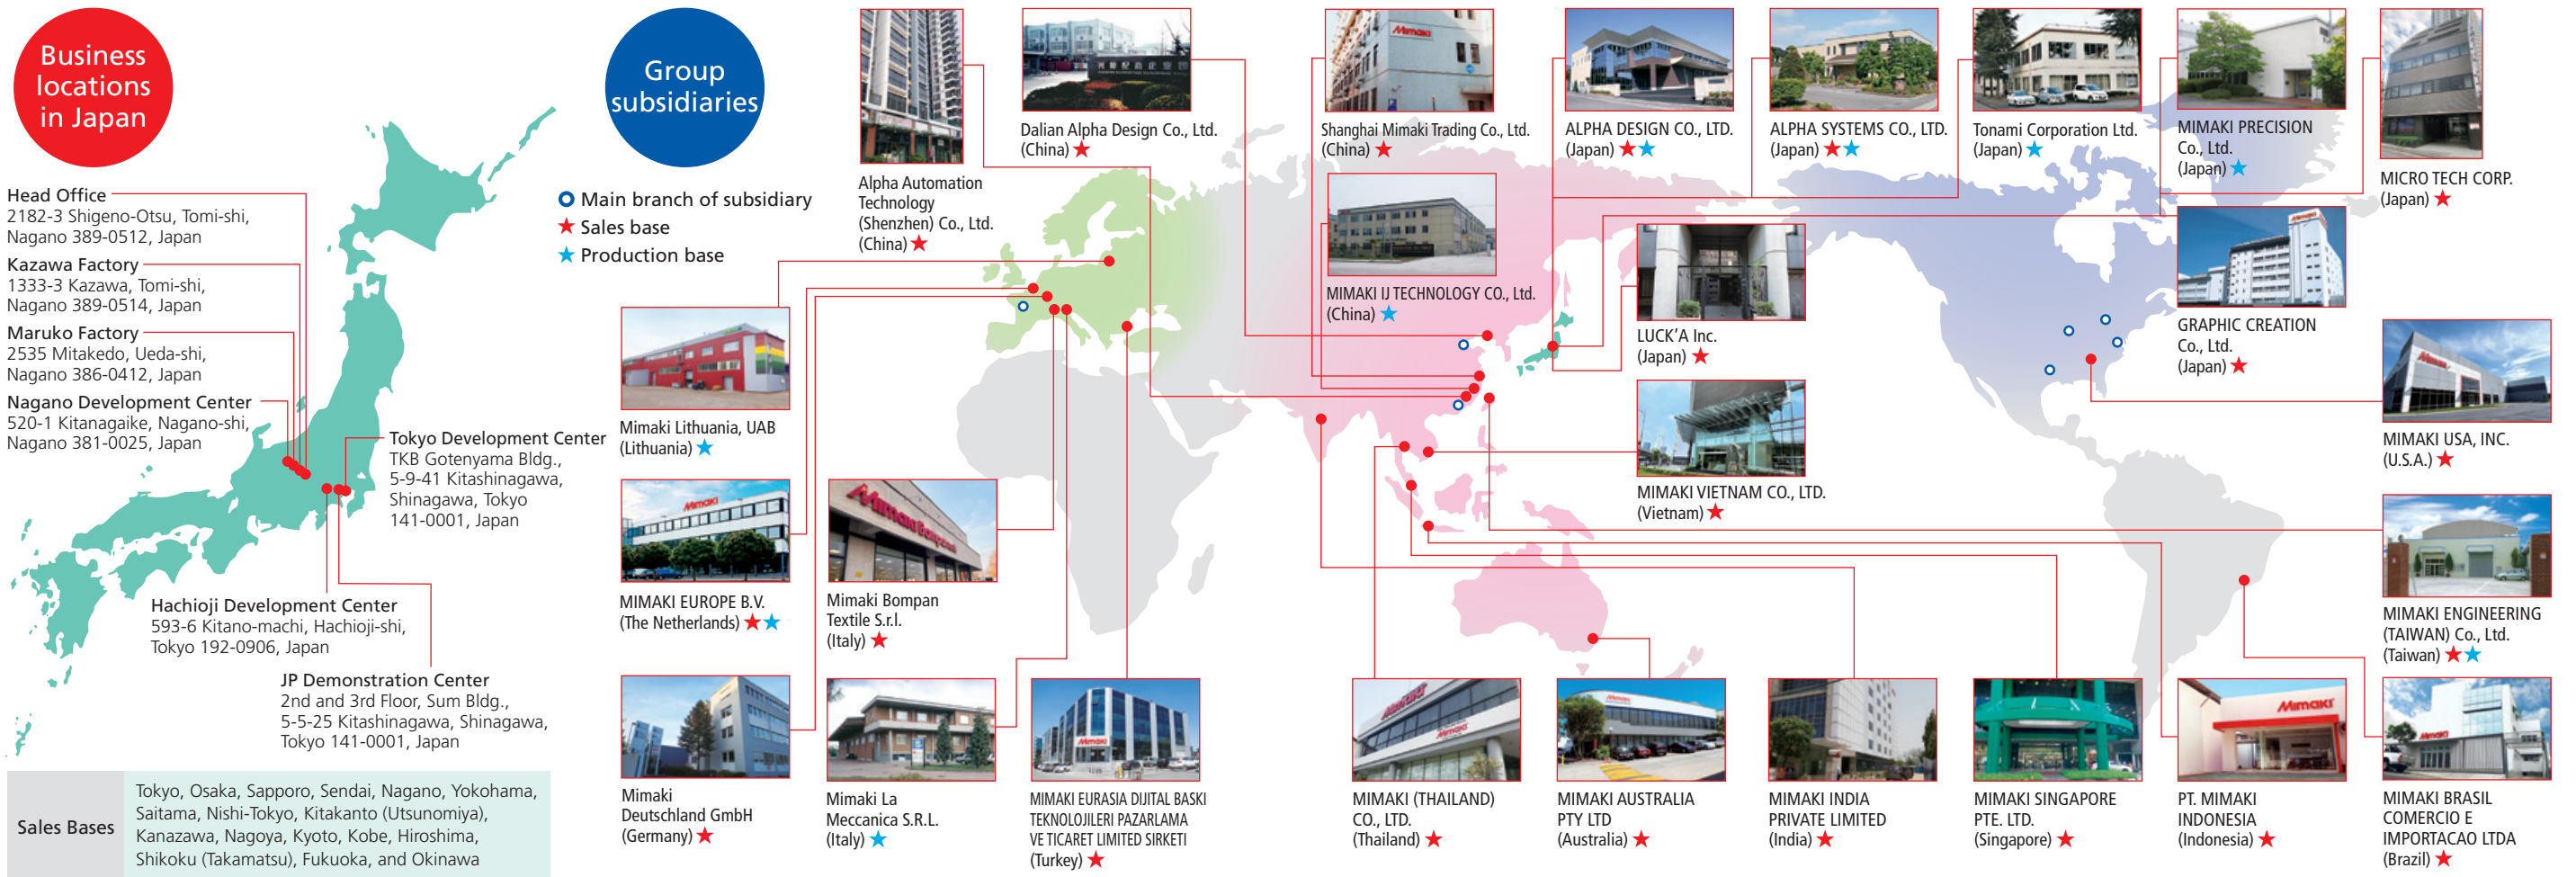 Business
locations
in Japan
Head Office
2182-3 Shigeno-Otsu, Tomi-shi,
Nagano 389-0512, Japan
Kazawa Factory
1333-3 Kazawa, Tomi-shi,
Nagano 389-0514, Japan
Maruko Factory
2535 Mitakedo, Ueda-shi,
Nagano 386-0412, Japan
Nagano Development Center
520-1 Kitanagaike, Nagano-shi,
Nagano 381-0025, Japan
Tokyo Development Center
TKB Gotenyama Bldg.,
5-9-41 Kitashinagawa,
Shinagawa, Tokyo
141-0001, Japan
Hachioji Development Center
593-6 Kitano-machi, Hachioji-shi,
Tokyo 192-0906, Japan
JP Demonstration Center
2nd and 3rd Floor, Sum Bldg.,
5-5-25 Kitashinagawa, Shinagawa,
Tokyo 141-0001, Japan
Sales Bases
Tokyo, Osaka, Sapporo, Sendai, Nagano, Yokohama,
Saitama, Nishi-Tokyo, Kitakanto (Utsunomiya),
Kanazawa, Nagoya, Kyoto, Kobe, Hiroshima,
Shikoku (Takamatsu), Fukuoka, and Okinawa
Group
subsidiaries
Main branch of subsidiary
★ Sales base
★ Production base
Alpha Automation
Technology
(Shenzhen) Co., Ltd.
(China) ★
Dalian Alpha Design Co., Ltd.
(China) ★
Mimaki
Shanghai Mimaki Trading Co., Ltd.
(China) ★
MIMAKI IJ TECHNOLOGY CO., Ltd.
(China) ★
ALPHA DESIGN CO., LTD.
(Japan) ★★
ALPHA SYSTEMS CO., LTD.
(Japan) ★★
Tonami Corporation Ltd.
(Japan) ★
MIMAKI PRECISION
Co., Ltd.
(Japan) ★
MICRO TECH CORP.
(Japan) ★
LUCK'A Inc.
(Japan) ★
Mimaki
GRAPHIC CREATION
Co., Ltd.
(Japan) ★
Mimaki
MIMAKI USA, INC.
(U.S.A.) ★
Mimaki Lithuania, UAB
(Lithuania) ★
MIMAKI VIETNAM CO., LTD.
(Vietnam) ★
Mimaki
MIMAKI EUROPE B.V.
(The Netherlands) ★★
Mimaki Bompan
Mimaki Bompan
Textile S.r.l.
(Italy) ★
MIMAKI ENGINEERING
(TAIWAN) Co., Ltd.
(Taiwan) ★★
Mimaki
Deutschland GmbH
(Germany) ★
Mimaki La
Meccanica S.R.L.
(Italy) ★
Mimaki
MIMAKI EURASIA DIJITAL BASKI
TEKNOLOJILERI PAZARLAMA
VE TICARET LIMITED SIRKETI
(Turkey) ★
Mimaki
Mimaki
MIMAKI (THAILAND)
CO., LTD.
(Thailand) ★
Mimaki
MIMAKI AUSTRALIA
PTY LTD
(Australia) ★
MIMAKI INDIA
PRIVATE LIMITED
(India) ★
MIMAKI SINGAPORE
PTE. LTD.
(Singapore) ★
Mimaki
PT. MIMAKI
INDONESIA
(Indonesia) ★
Mimaki
MIMAKI BRASIL
COMERCIO E
IMPORTACAO LTDA
(Brazil) ★